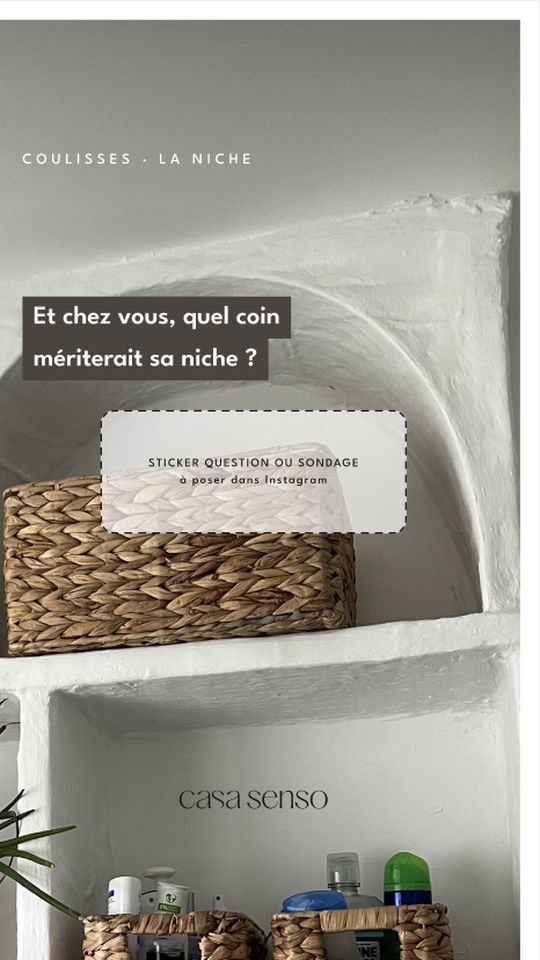 COULISSES · LA NICHE
Et chez vous, quel coin
mériterait sa niche ?
STICKER QUESTION OU SONDAGE
à poser dans Instagram
casa senso